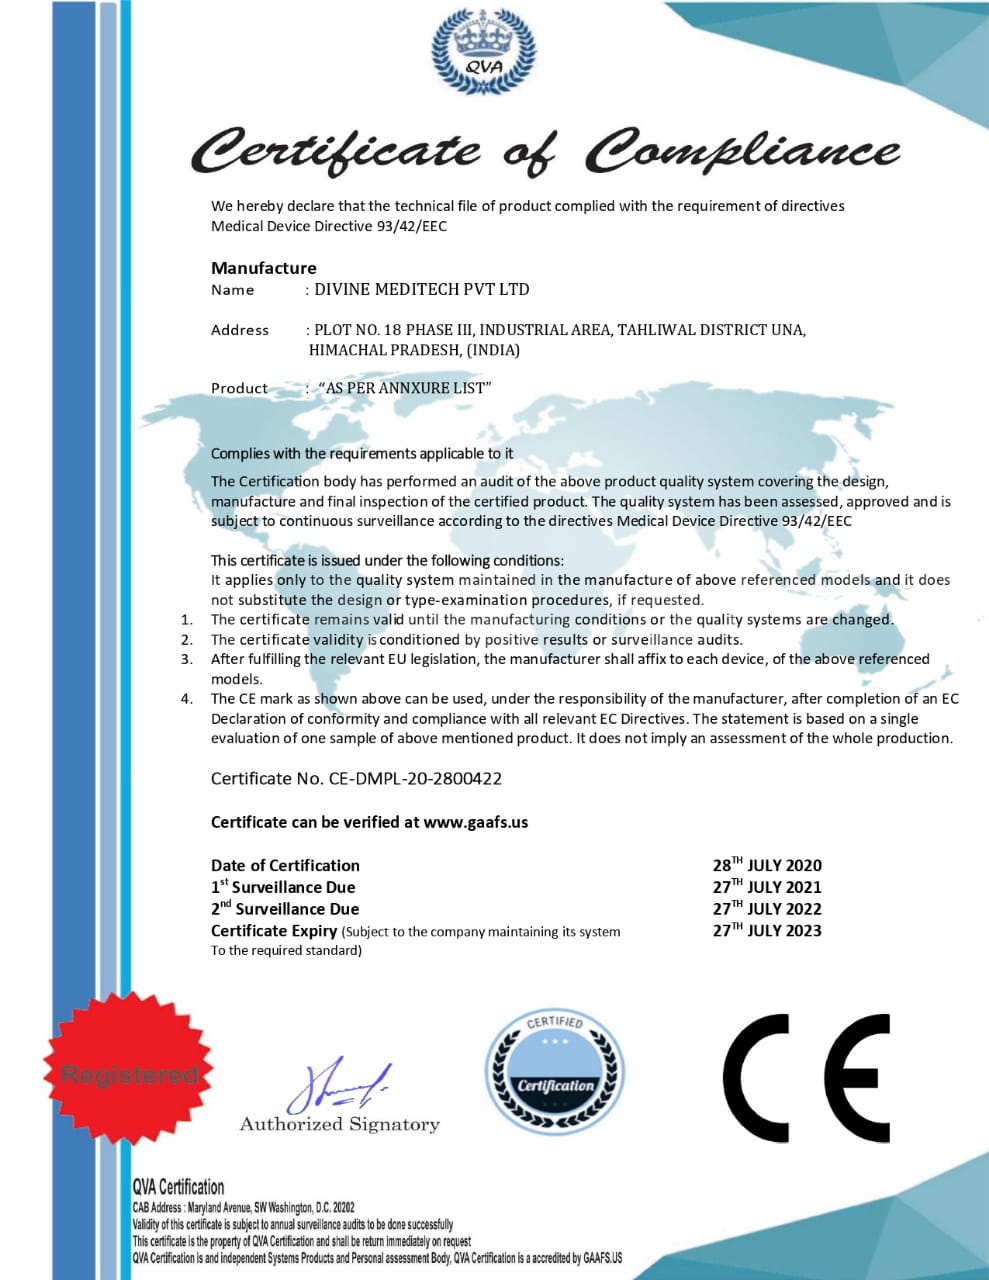 QVA
Certificate of Compliance
We hereby declare that the technical file of product complied with the requirement of directives
Medical Device Directive 93/42/EEC
Manufacture
Name : DIVINE MEDITECH PVT LTD
Address : PLOT NO. 18 PHASE III, INDUSTRIAL AREA, TAHLIWAL DISTRICT UNA,
HIMACHAL PRADESH, (INDIA)
Product : “AS PER ANNXURE LIST”
Complies with the requirements applicable to it
The Certification body has performed an audit of the above product quality system covering the design,
manufacture and final inspection of the certified product. The quality system has been assessed, approved and is
subject to continuous surveillance according to the directives Medical Device Directive 93/42/EEC
This certificate is issued under the following conditions:
It applies only to the quality system maintained in the manufacture of above referenced models and it does
not substitute the design or type-examination procedures, if requested.
1. The certificate remains valid until the manufacturing conditions or the quality systems are changed.
2. The certificate validity is conditioned by positive results or surveillance audits.
3. After fulfilling the relevant EU legislation, the manufacturer shall affix to each device, of the above referenced
models.
4. The CE mark as shown above can be used, under the responsibility of the manufacturer, after completion of an EC
Declaration of conformity and compliance with all relevant EC Directives. The statement is based on a single
evaluation of one sample of above mentioned product. It does not imply an assessment of the whole production.
Certificate No. CE-DMPL-20-2800422
Certificate can be verified at www.gaafs.us
Date of Certification 28TH JULY 2020
1st Surveillance Due 27TH JULY 2021
2nd Surveillance Due 27TH JULY 2022
Certificate Expiry (Subject to the company maintaining its system 27TH JULY 2023
To the required standard)
Registered
Authorized Signatory
CERTIFIED
Certification
CE
QVA Certification
CAB Address : Maryland Avenue, SW Washington, D.C. 20202
Validity of this certificate is subject to annual surveillance audits to be done successfully
This certificate is the property of QVA Certification and shall be return immediately on request
QVA Certification is and independent Systems Products and Personal assessment Body, QVA Certification is a accredited by GAAFS.US